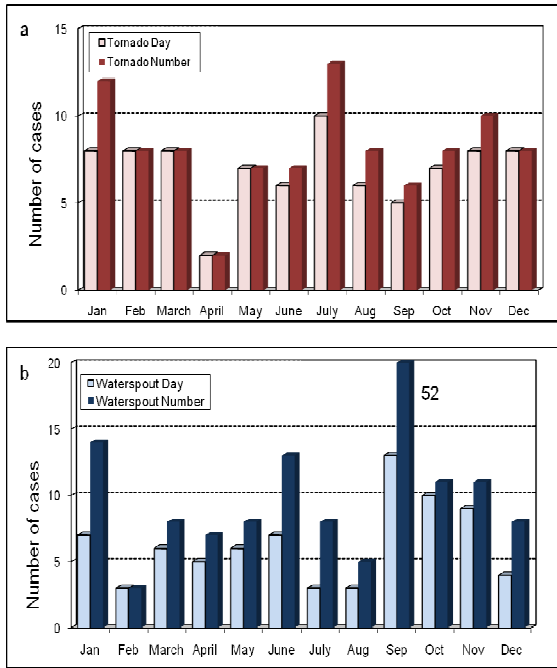 a
Tornado Day
Tornado Number
Number of cases
15
10
5
0
Jan Feb March April May June July Aug Sep Oct Nov Dec
b
Waterspout Day
Waterspout Number
52
Number of cases
20
15
10
5
0
Jan Feb March April May June July Aug Sep Oct Nov Dec